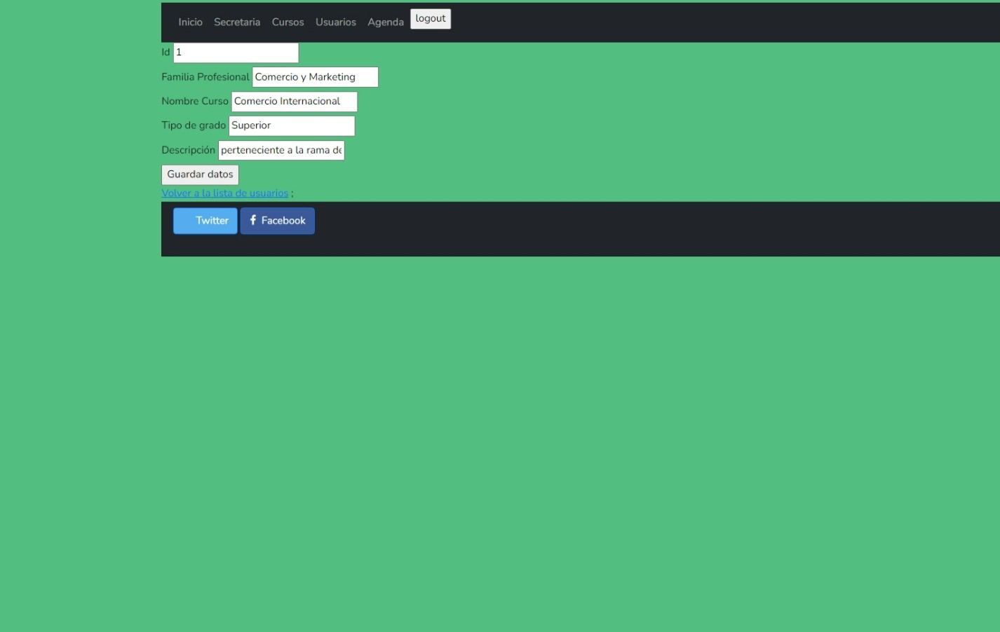 Inicio Secretaria Cursos Usuarios Agenda logout
Id 1
Familia Profesional Comercio y Marketing
Nombre Curso Comercio Internacional
Tipo de grado Superior
Descripción perteneciente a la rama de
Guardar datos
Volver a la lista de usuarios ;
Twitter Facebook